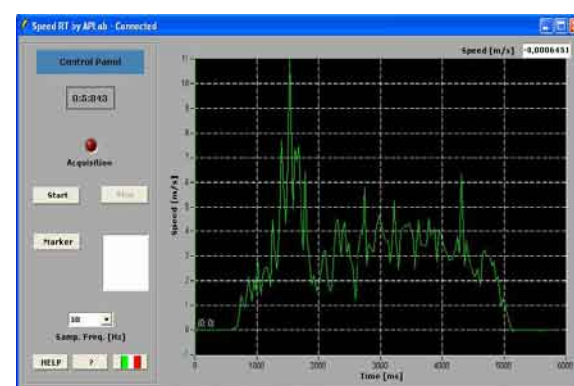 Speed RT by APLab - Connected
Control Panel
0:5:843
Acquisition
Start
Stop
Marker
Samp. Freq. [Hz]
HELP
?
Speed [m/s] -0,0006451
Speed [m/s]
11
10
9
8
7
6
5
4
3
2
1
0
-1
0 1000 2000 3000 4000 5000 6000
Time [ms]